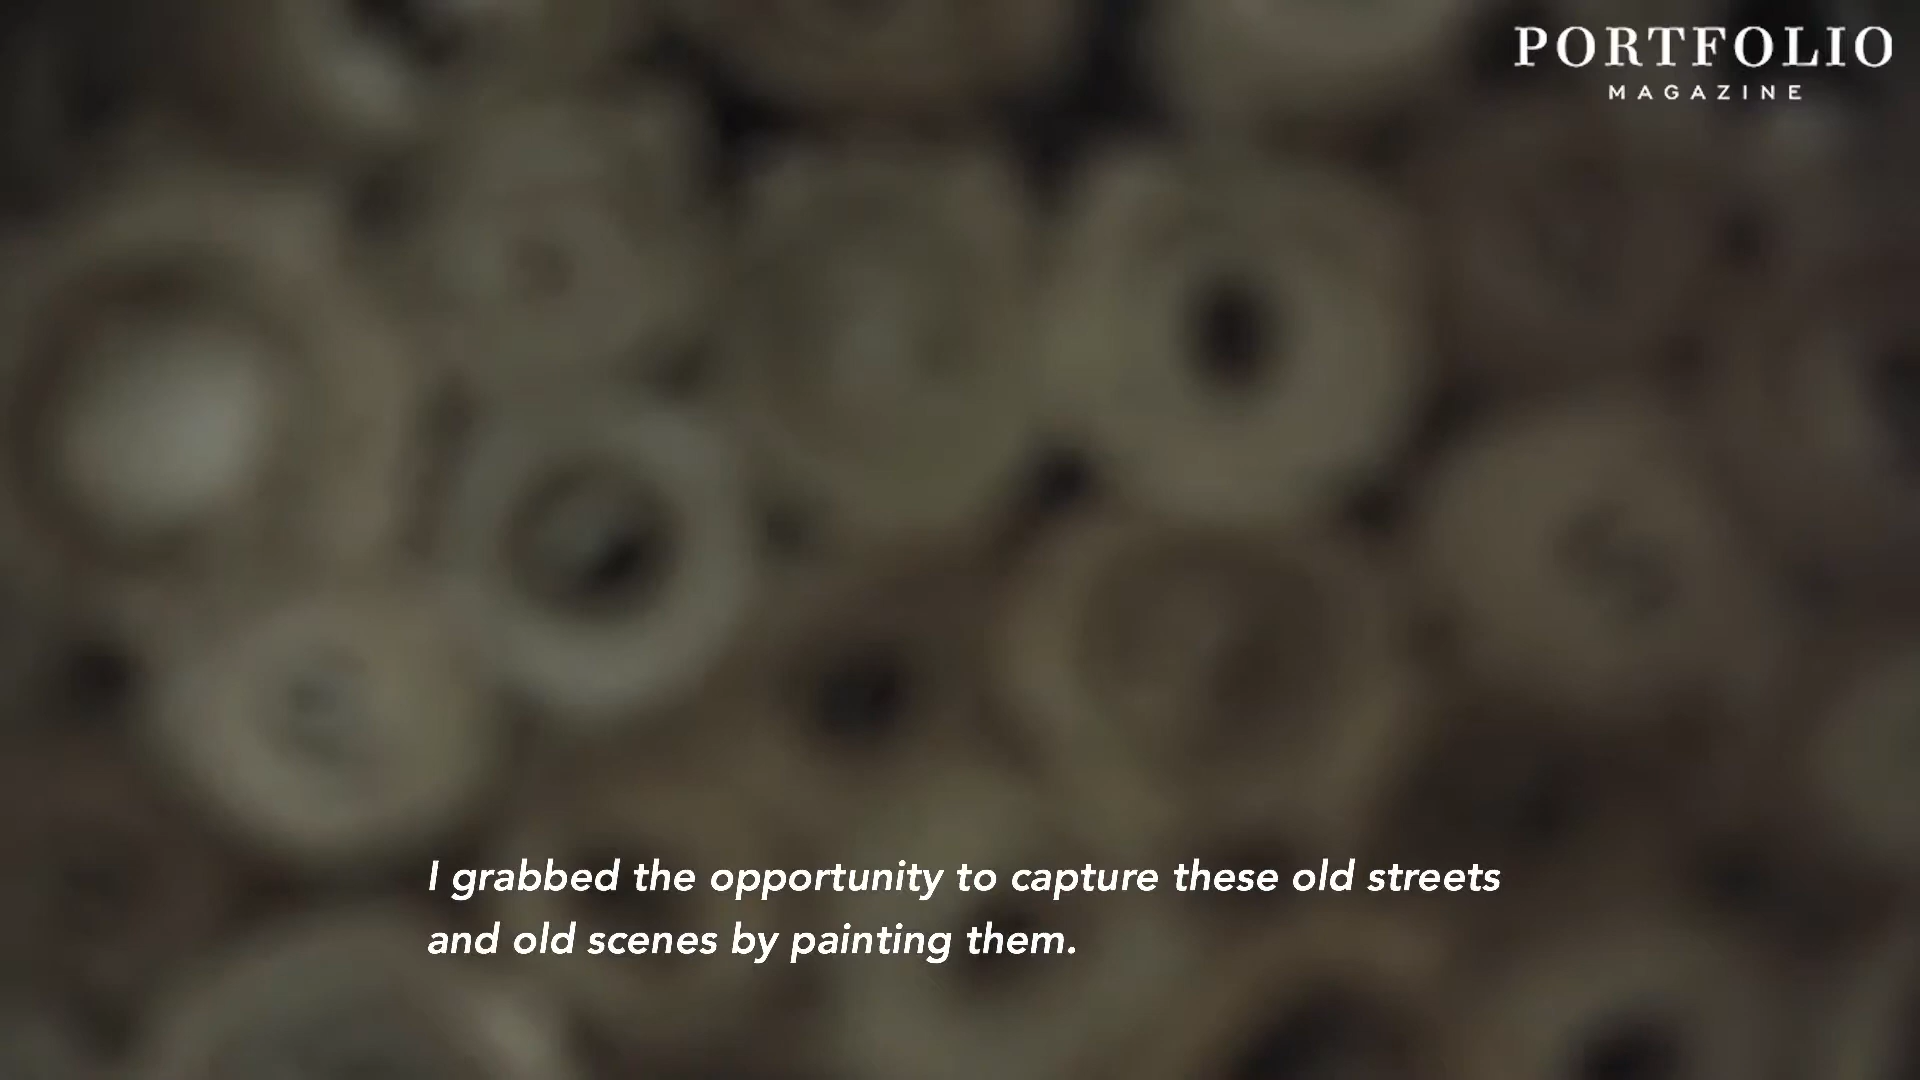 PORTFOLIO
MAGAZINE
I grabbed the opportunity to capture these old streets
and old scenes by painting them.